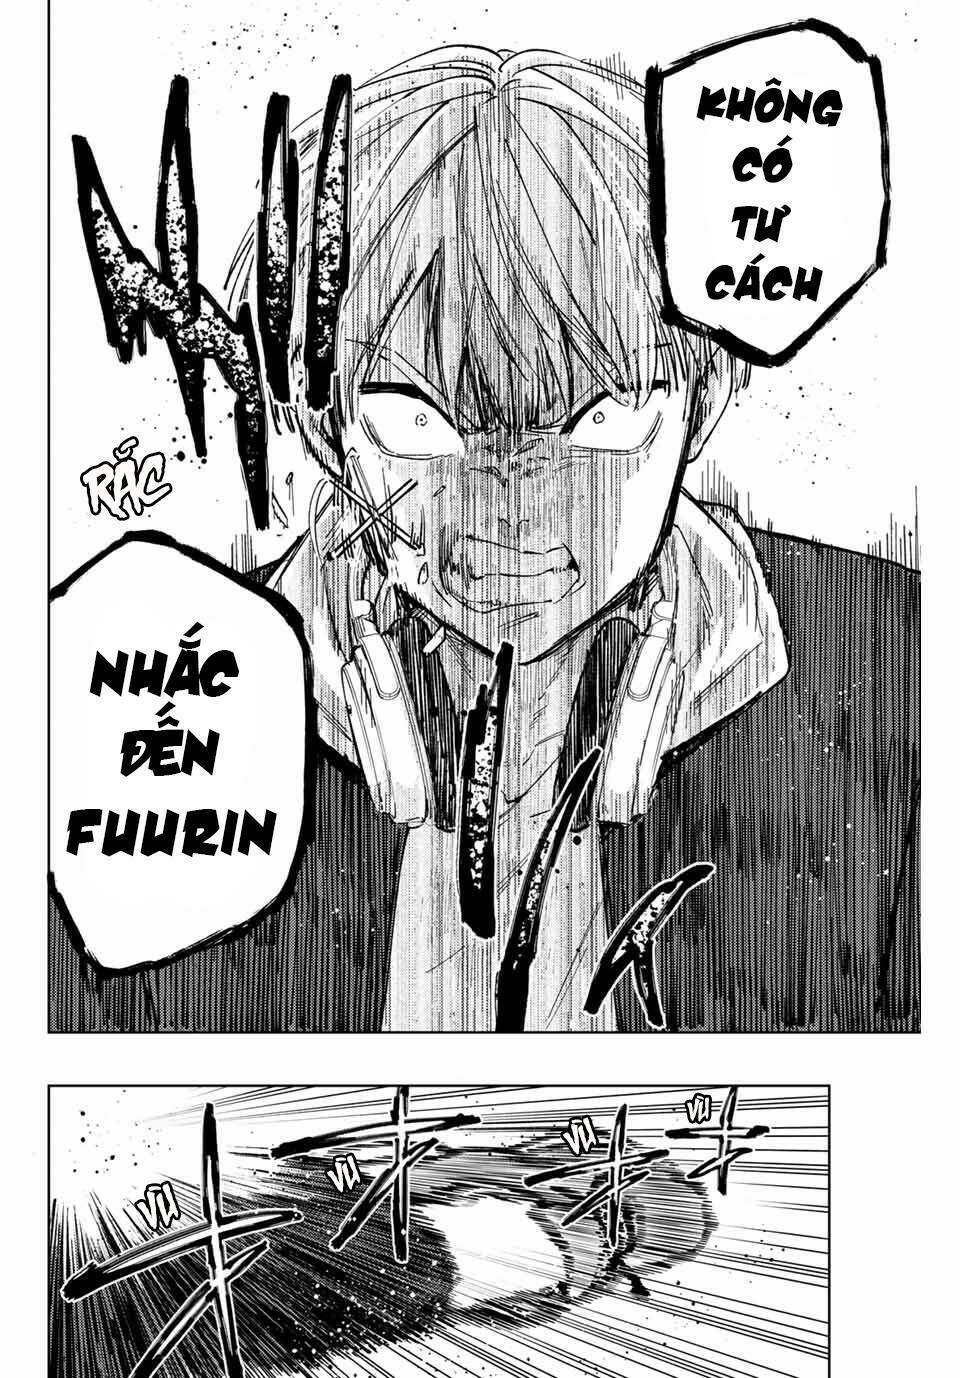 KHÔNG
CÓ
TƯ
CÁCH
RẮC
NHẮC
ĐẾN
FUURIN
VÙ
VÙ
VÙ
VÙ